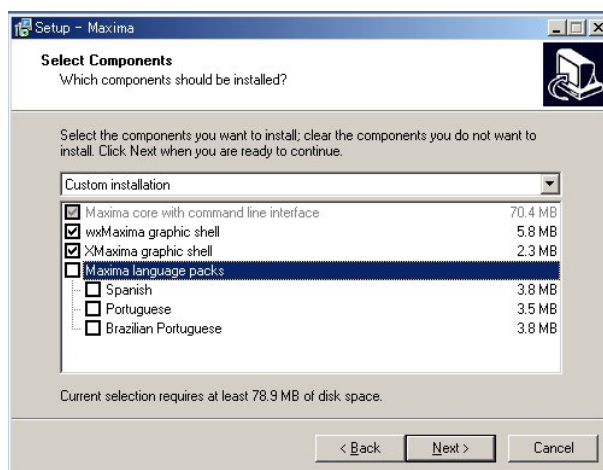 Setup - Maxima
Select Components
Which components should be installed?
Select the components you want to install; clear the components you do not want to
install. Click Next when you are ready to continue.
Custom installation
Maxima core with command line interface 70.4 MB
wxMaxima graphic shell 5.8 MB
XMaxima graphic shell 2.3 MB
Maxima language packs
Spanish 3.8 MB
Portuguese 3.5 MB
Brazilian Portuguese 3.8 MB
Current selection requires at least 78.9 MB of disk space.
< Back Next > Cancel